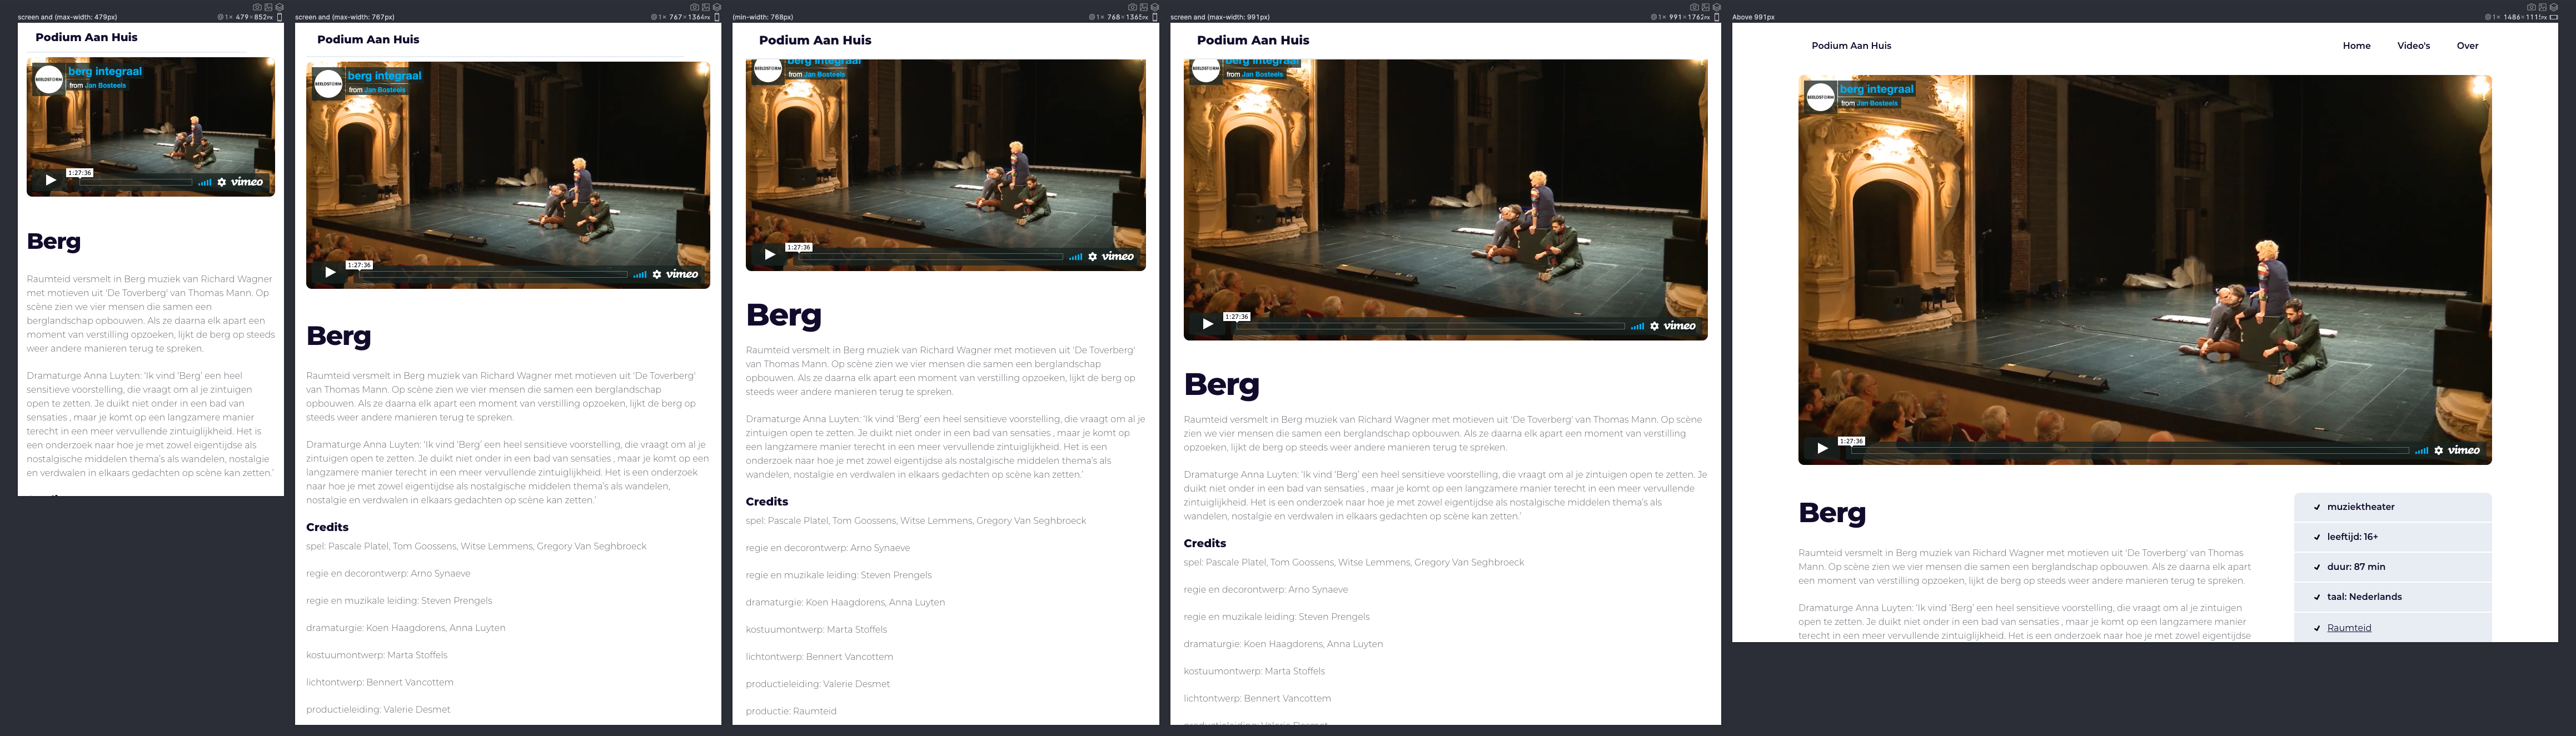 screen and (max-width: 479px)
@1× 479×852px
Podium Aan Huis
BEELDSTORM
berg integraal
from Jan Bosteels
1:27:36
vimeo
Berg
Raumteid versmelt in Berg muziek van Richard Wagner
met motieven uit 'De Toverberg' van Thomas Mann. Op
scène zien we vier mensen die samen een
berglandschap opbouwen. Als ze daarna elk apart een
moment van verstilling opzoeken, lijkt de berg op steeds
weer andere manieren terug te spreken.
Dramaturge Anna Luyten: 'Ik vind 'Berg' een heel
sensitieve voorstelling, die vraagt om al je zintuigen
open te zetten. Je duikt niet onder in een bad van
sensaties , maar je komt op een langzamere manier
terecht in een meer vervullende zintuiglijkheid. Het is
een onderzoek naar hoe je met zowel eigentijdse als
nostalgische middelen thema's als wandelen, nostalgie
en verdwalen in elkaars gedachten op scène kan zetten.'
screen and (max-width: 767px)
@1× 767×1364px
Podium Aan Huis
BEELDSTORM
berg integraal
from Jan Bosteels
1:27:36
vimeo
Berg
Raumteid versmelt in Berg muziek van Richard Wagner met motieven uit 'De Toverberg'
van Thomas Mann. Op scène zien we vier mensen die samen een berglandschap
opbouwen. Als ze daarna elk apart een moment van verstilling opzoeken, lijkt de berg op
steeds weer andere manieren terug te spreken.
Dramaturge Anna Luyten: 'Ik vind 'Berg' een heel sensitieve voorstelling, die vraagt om al je
zintuigen open te zetten. Je duikt niet onder in een bad van sensaties , maar je komt op een
langzamere manier terecht in een meer vervullende zintuiglijkheid. Het is een onderzoek
naar hoe je met zowel eigentijdse als nostalgische middelen thema's als wandelen,
nostalgie en verdwalen in elkaars gedachten op scène kan zetten.'
Credits
spel: Pascale Platel, Tom Goossens, Witse Lemmens, Gregory Van Seghbroeck
regie en decorontwerp: Arno Synaeve
regie en muzikale leiding: Steven Prengels
dramaturgie: Koen Haagdorens, Anna Luyten
kostuumontwerp: Marta Stoffels
lichtontwerp: Bennert Vancottem
productieleiding: Valerie Desmet
(min-width: 768px)
@1× 768×1365px
Podium Aan Huis
BEELDSTORM
berg integraal
from Jan Bosteels
1:27:36
vimeo
Berg
Raumteid versmelt in Berg muziek van Richard Wagner met motieven uit 'De Toverberg'
van Thomas Mann. Op scène zien we vier mensen die samen een berglandschap
opbouwen. Als ze daarna elk apart een moment van verstilling opzoeken, lijkt de berg op
steeds weer andere manieren terug te spreken.
Dramaturge Anna Luyten: 'Ik vind 'Berg' een heel sensitieve voorstelling, die vraagt om al je
zintuigen open te zetten. Je duikt niet onder in een bad van sensaties , maar je komt op
een langzamere manier terecht in een meer vervullende zintuiglijkheid. Het is een
onderzoek naar hoe je met zowel eigentijdse als nostalgische middelen thema's als
wandelen, nostalgie en verdwalen in elkaars gedachten op scène kan zetten.'
Credits
spel: Pascale Platel, Tom Goossens, Witse Lemmens, Gregory Van Seghbroeck
regie en decorontwerp: Arno Synaeve
regie en muzikale leiding: Steven Prengels
dramaturgie: Koen Haagdorens, Anna Luyten
kostuumontwerp: Marta Stoffels
lichtontwerp: Bennert Vancottem
productieleiding: Valerie Desmet
productie: Raumteid
screen and (max-width: 991px)
@1× 991×1762px
Podium Aan Huis
BEELDSTORM
berg integraal
from Jan Bosteels
1:27:36
vimeo
Berg
Raumteid versmelt in Berg muziek van Richard Wagner met motieven uit 'De Toverberg' van Thomas Mann. Op scène
zien we vier mensen die samen een berglandschap opbouwen. Als ze daarna elk apart een moment van verstilling
opzoeken, lijkt de berg op steeds weer andere manieren terug te spreken.
Dramaturge Anna Luyten: 'Ik vind 'Berg' een heel sensitieve voorstelling, die vraagt om al je zintuigen open te zetten. Je
duikt niet onder in een bad van sensaties , maar je komt op een langzamere manier terecht in een meer vervullende
zintuiglijkheid. Het is een onderzoek naar hoe je met zowel eigentijdse als nostalgische middelen thema's als
wandelen, nostalgie en verdwalen in elkaars gedachten op scène kan zetten.'
Credits
spel: Pascale Platel, Tom Goossens, Witse Lemmens, Gregory Van Seghbroeck
regie en decorontwerp: Arno Synaeve
regie en muzikale leiding: Steven Prengels
dramaturgie: Koen Haagdorens, Anna Luyten
kostuumontwerp: Marta Stoffels
lichtontwerp: Bennert Vancottem
productieleiding: Valerie Desmet
Above 991px
@1× 1486×
Podium Aan Huis
Home
Video's
Over
BEELDSTORM
berg integraal
from Jan Bosteels
1:27:36
vimeo
Berg
Raumteid versmelt in Berg muziek van Richard Wagner met motieven uit 'De Toverberg' van Thomas
Mann. Op scène zien we vier mensen die samen een berglandschap opbouwen. Als ze daarna elk apart
een moment van verstilling opzoeken, lijkt de berg op steeds weer andere manieren terug te spreken.
Dramaturge Anna Luyten: 'Ik vind 'Berg' een heel sensitieve voorstelling, die vraagt om al je zintuigen
open te zetten. Je duikt niet onder in een bad van sensaties , maar je komt op een langzamere manier
terecht in een meer vervullende zintuiglijkheid. Het is een onderzoek naar hoe je met zowel eigentijdse
muziektheater
leeftijd: 16+
duur: 87 min
taal: Nederlands
Raumteid